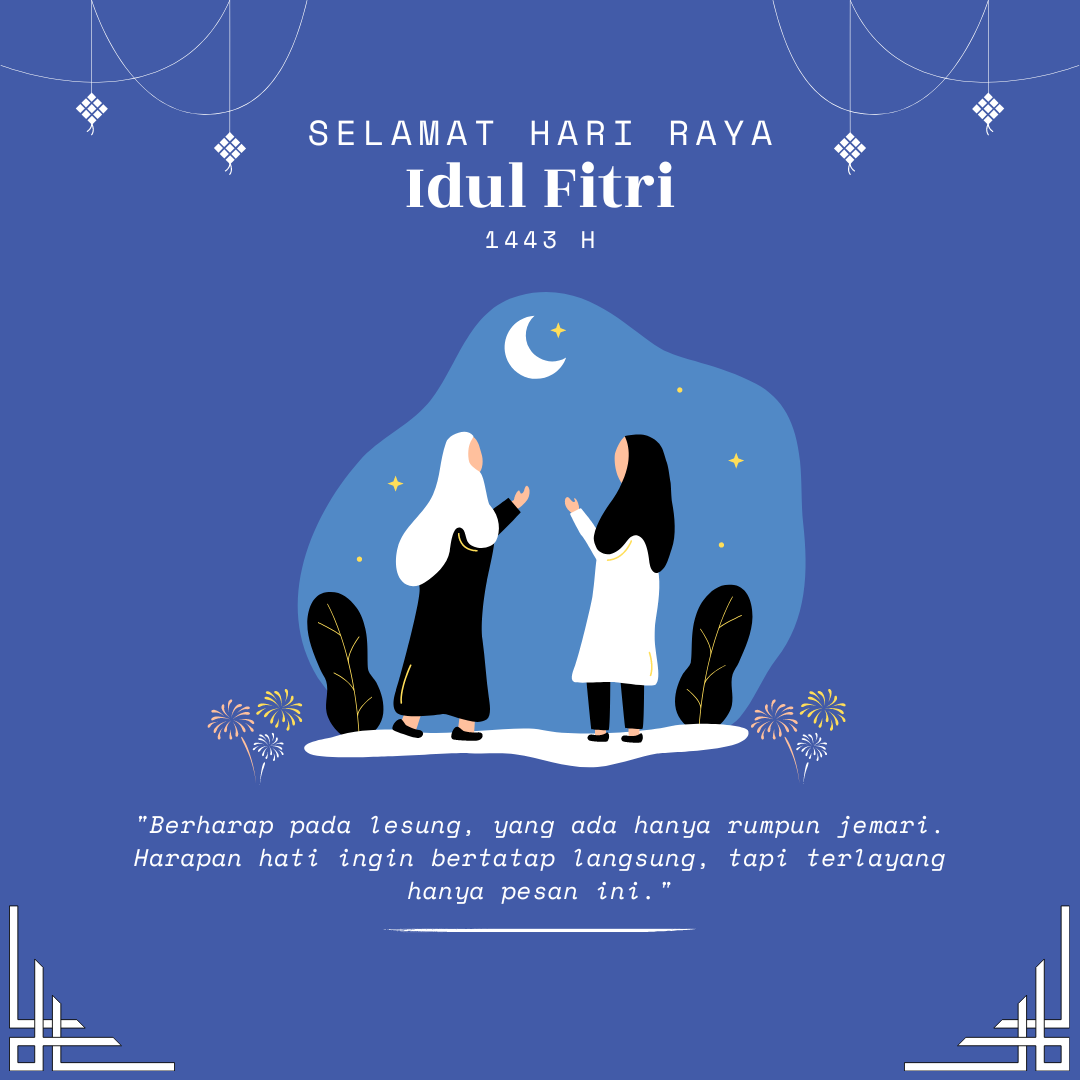 SELAMAT HARI RAYA
Idul Fitri
1443 H
"Berharap pada lesung, yang ada hanya rumpun jemari.
Harapan hati ingin bertatap langsung, tapi terlayang
hanya pesan ini."